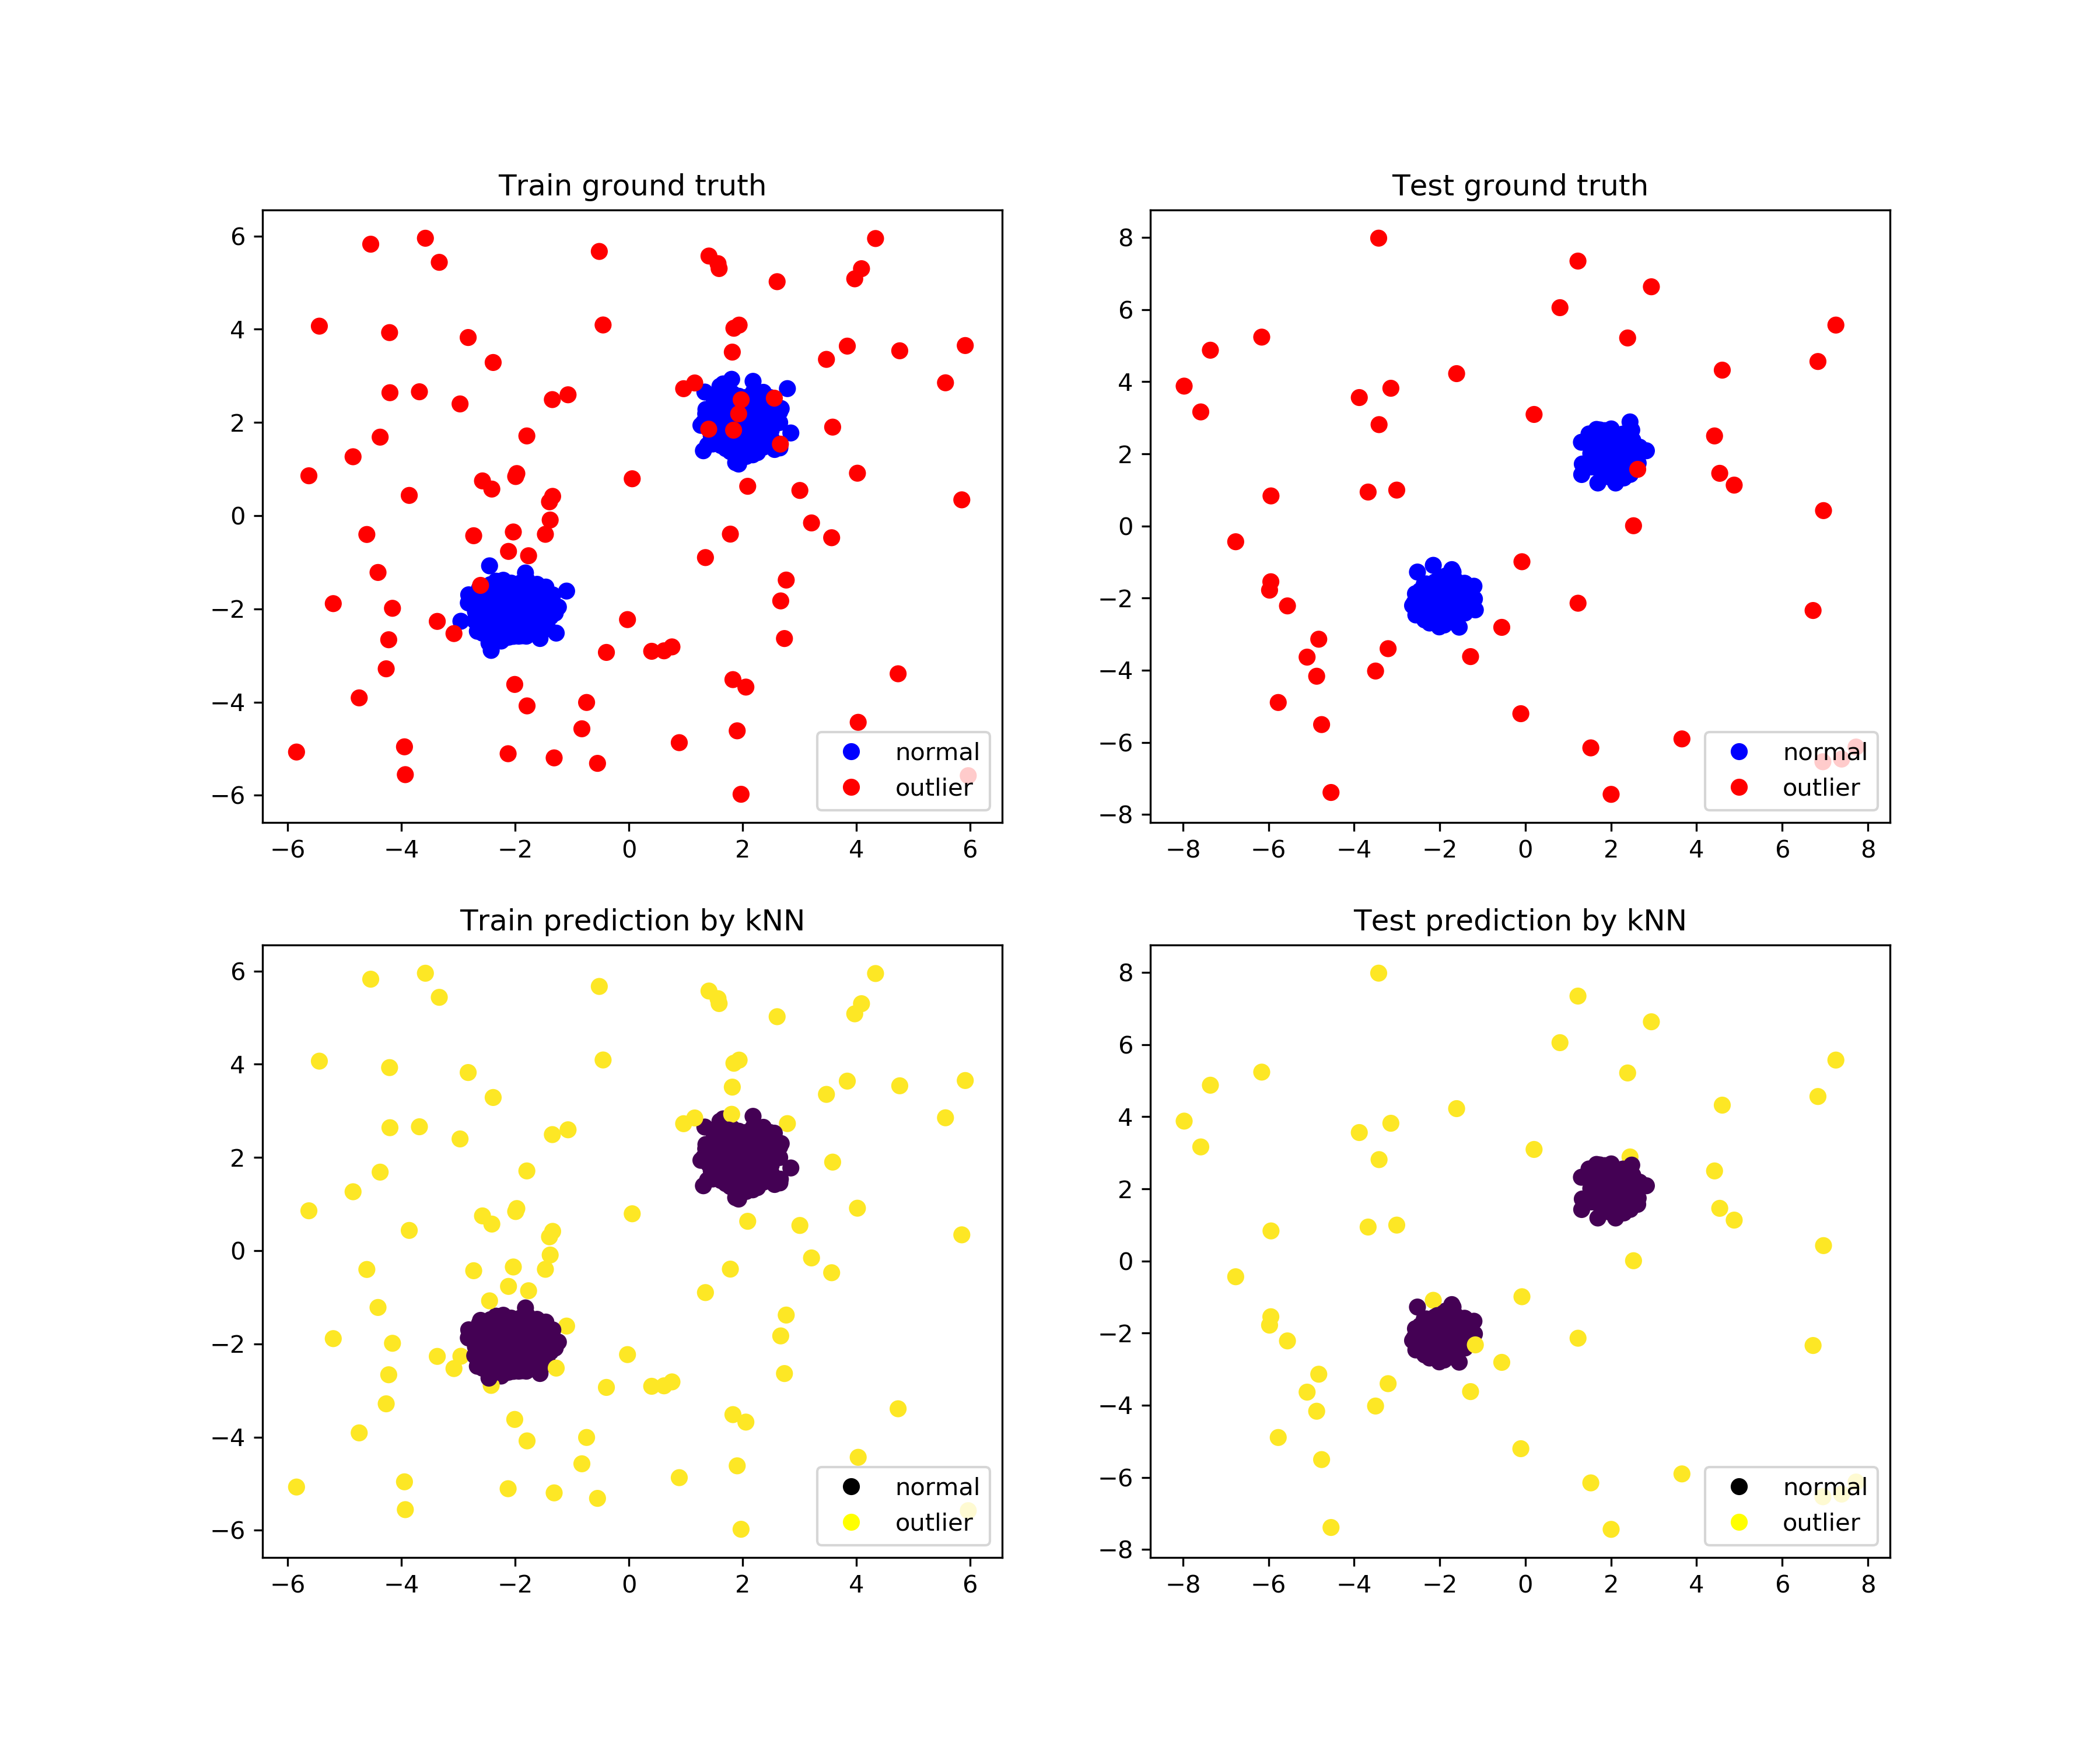 Train ground truth
6
4
2
0
−2
−4
−6
−6 −4 −2 0 2 4 6
normal
outlier
Test ground truth
8
6
4
2
0
−2
−4
−6
−8
−8 −6 −4 −2 0 2 4 6 8
normal
outlier
Train prediction by kNN
6
4
2
0
−2
−4
−6
−6 −4 −2 0 2 4 6
normal
outlier
Test prediction by kNN
8
6
4
2
0
−2
−4
−6
−8
−8 −6 −4 −2 0 2 4 6 8
normal
outlier